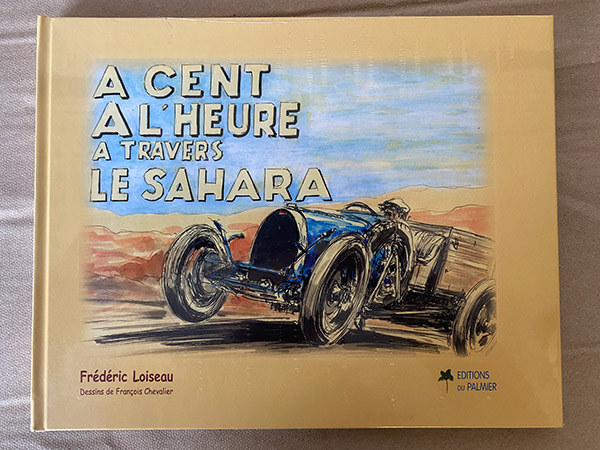 A CENT
A L'HEURE
A TRAVERS
LE SAHARA
Frédéric Loiseau
Dessins de François Chevalier
EDITIONS
DU PALMIER